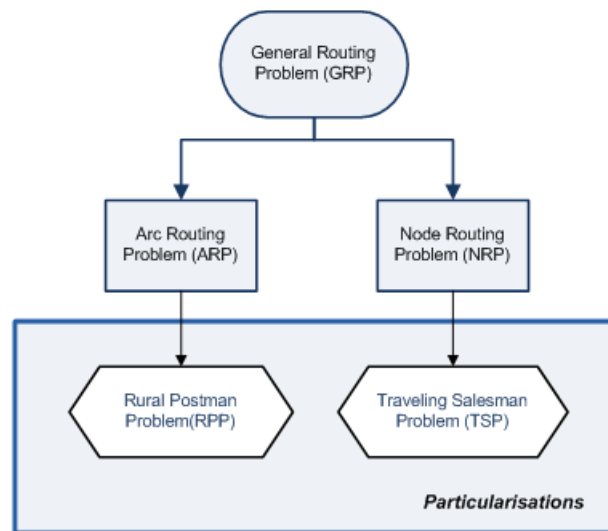 General Routing
Problem (GRP)
Arc Routing
Problem (ARP)
Node Routing
Problem (NRP)
Rural Postman
Problem(RPP)
Traveling Salesman
Problem (TSP)
Particularisations